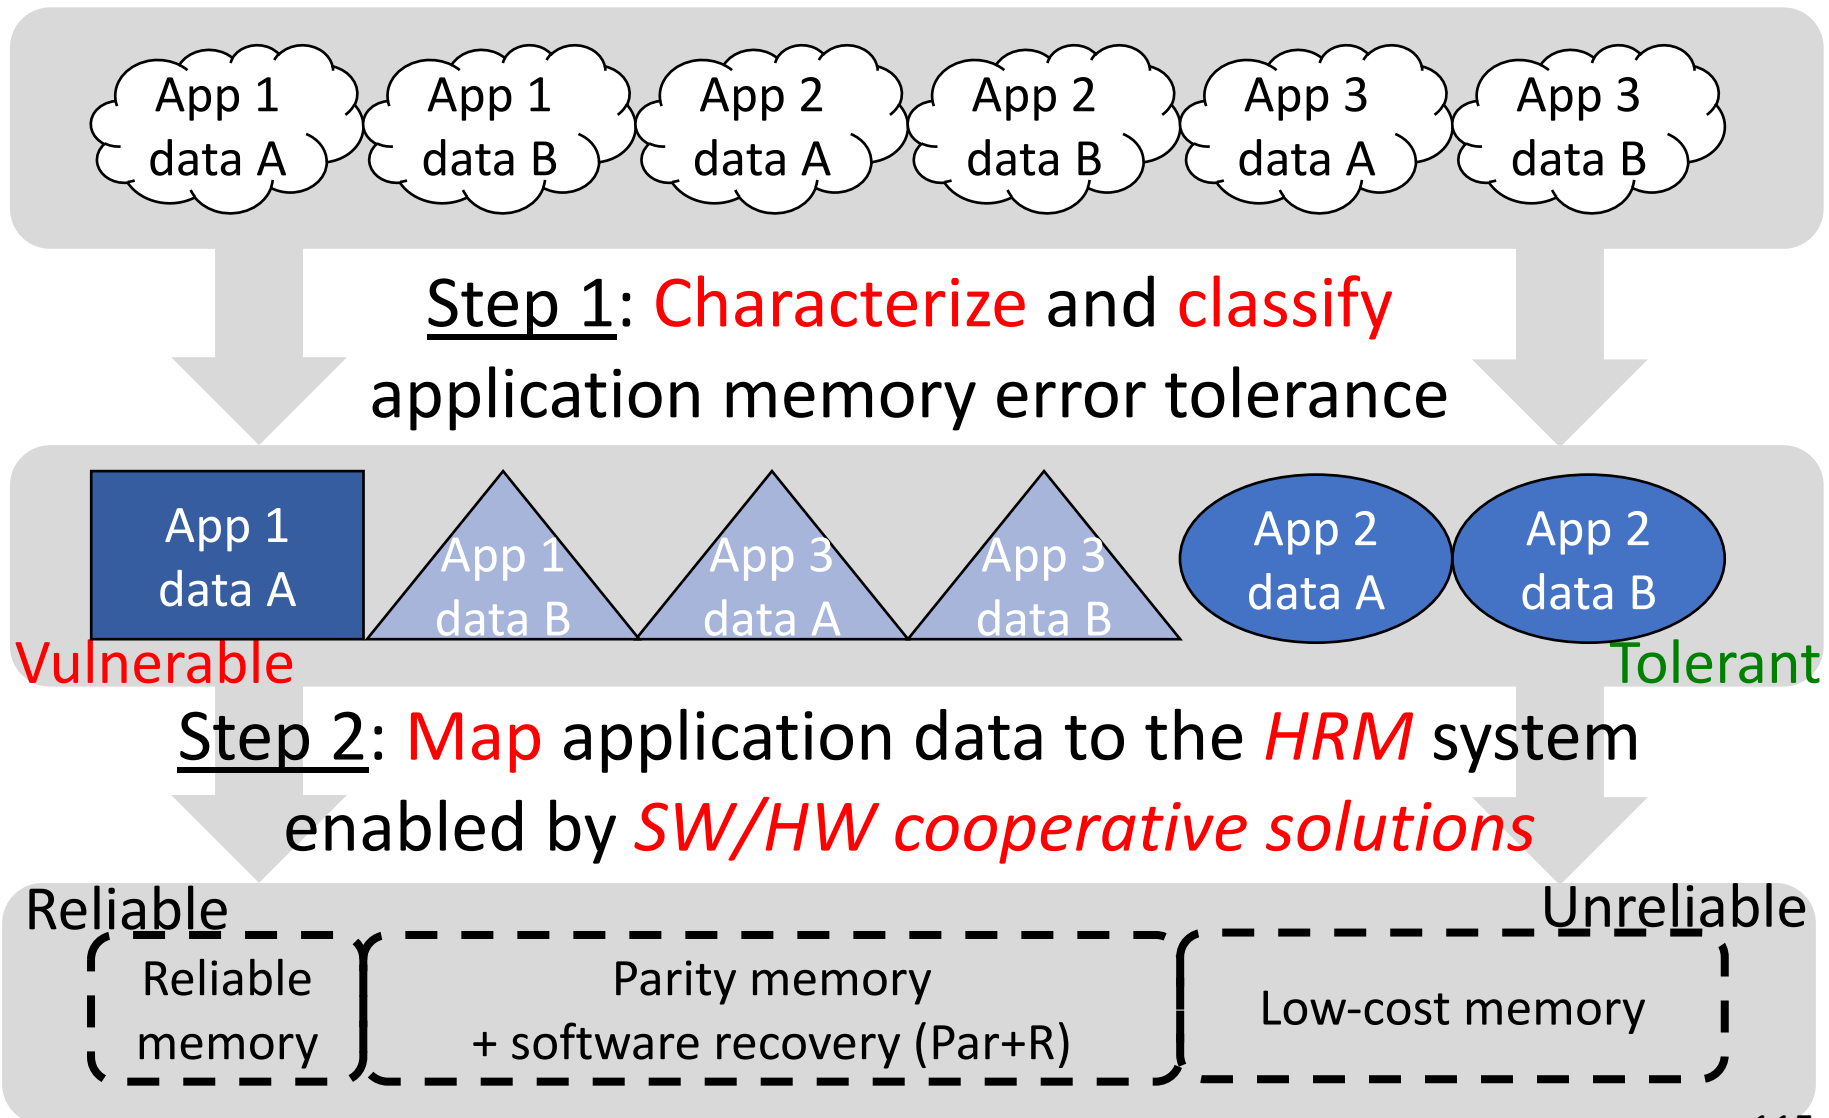 App 1
data A
App 1
data B
App 2
data A
App 2
data B
App 3
data A
App 3
data B
Step 1: Characterize and classify
application memory error tolerance
App 1
data A
App 1
data B
App 3
data A
App 3
data B
App 2
data A
App 2
data B
Vulnerable
Tolerant
Step 2: Map application data to the HRM system
enabled by SW/HW cooperative solutions
Reliable
Unreliable
Reliable
memory
Parity memory
+ software recovery (Par+R)
Low-cost memory